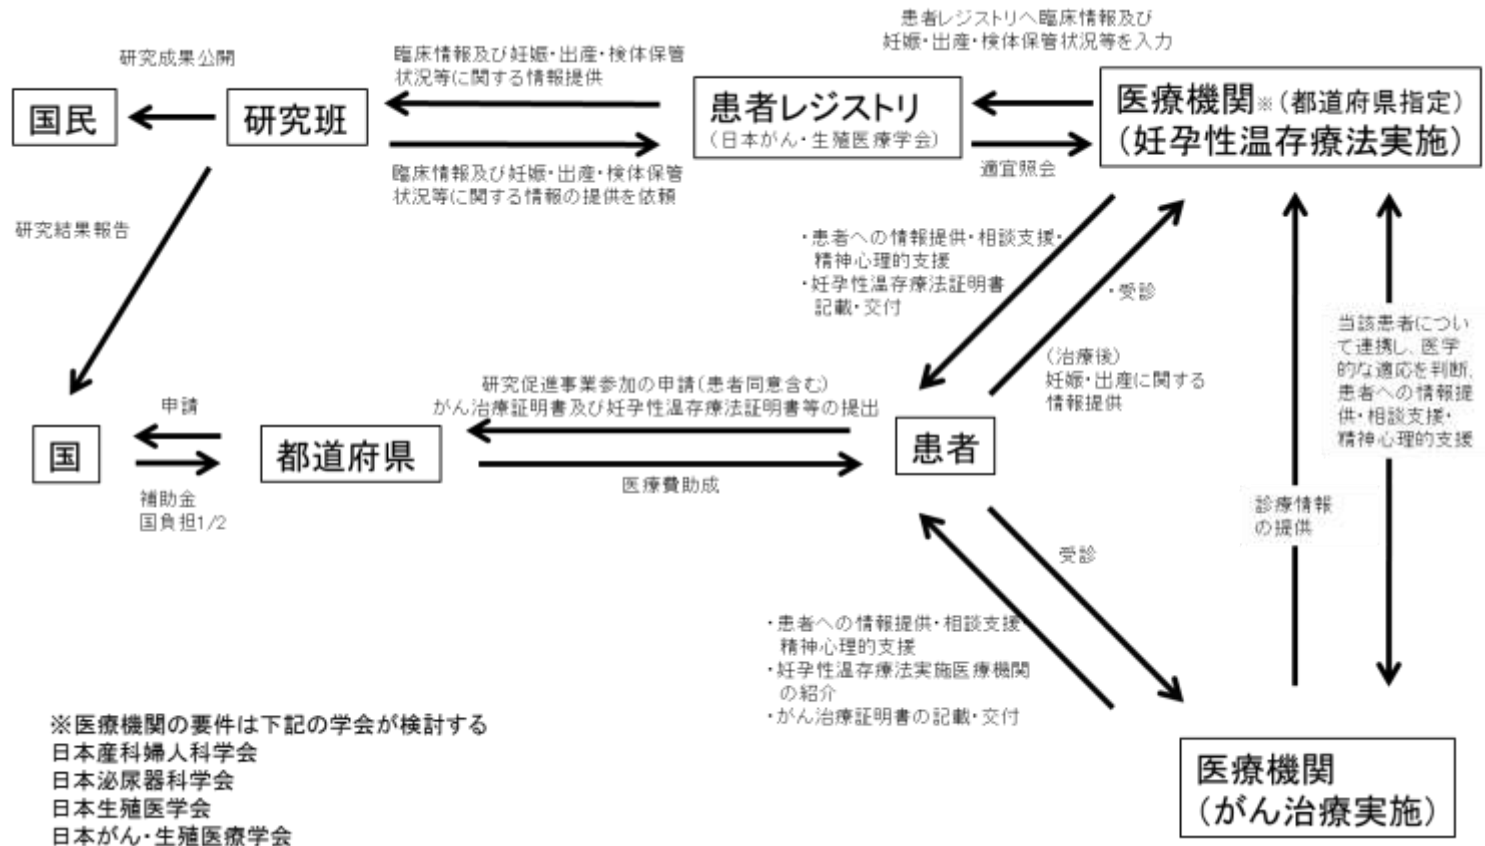 患者レジストリへ臨床情報及び
妊娠・出産・検体保管状況等を入力
研究成果公開
臨床情報及び妊娠・出産・検体保管
状況等に関する情報提供
国民
研究班
患者レジストリ
（日本がん・生殖医療学会）
医療機関※（都道府県指定）
（妊孕性温存療法実施）
臨床情報及び妊娠・出産・検体保管
状況等に関する情報の提供を依頼
適宜照会
研究結果報告
・患者への情報提供・相談支援・
精神心理的支援
・妊孕性温存療法証明書
記載・交付
・受診
（治療後）
妊娠・出産に関する
情報提供
当該患者につい
て連携し、医学
的な適応を判断、
患者への情報提
供・相談支援・
精神心理的支援
研究促進事業参加の申請（患者同意含む）
がん治療証明書及び妊孕性温存療法証明書等の提出
申請
国
都道府県
患者
医療費助成
補助金
国負担1/2
診療情報
の提供
受診
・患者への情報提供・相談支援・
精神心理的支援
・妊孕性温存療法実施医療機関
の紹介
・がん治療証明書の記載・交付
医療機関
（がん治療実施）
※医療機関の要件は下記の学会が検討する
日本産科婦人科学会
日本泌尿器科学会
日本生殖医学会
日本がん・生殖医療学会